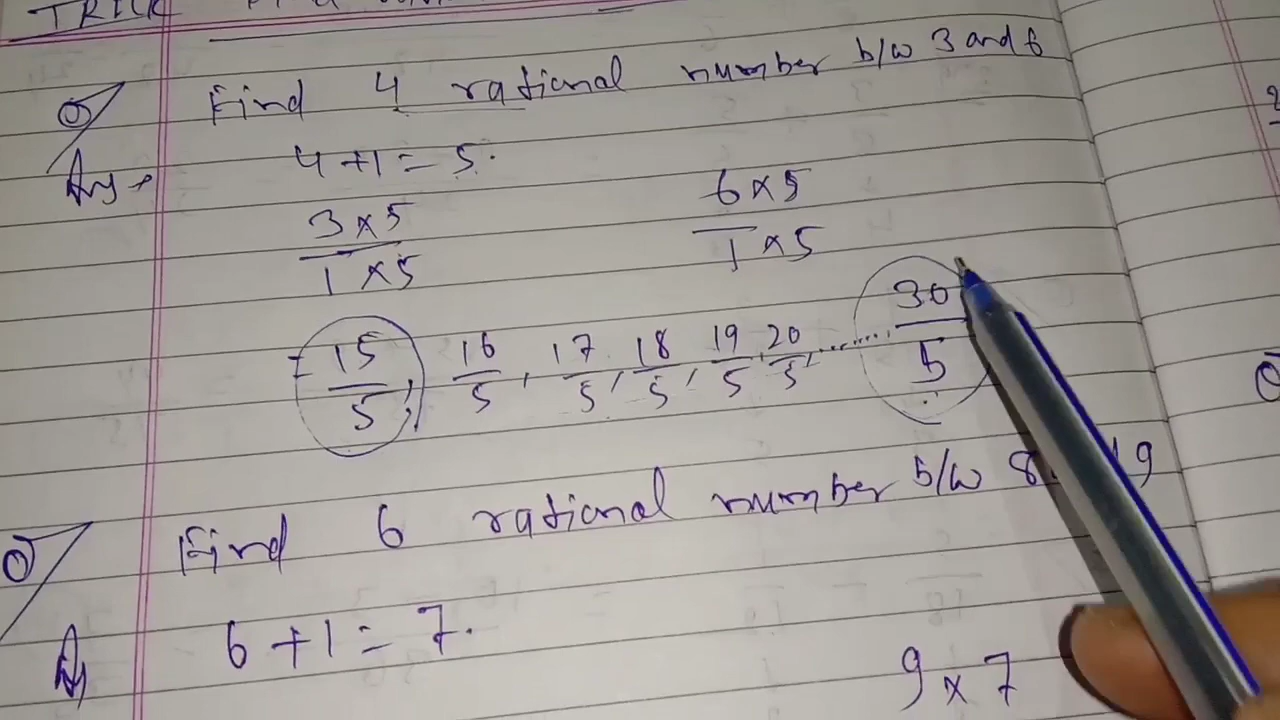 TRICK
Q Find 4 rational number b/w 3 and 6
Ans → 4+1 = 5.
3×5 / 1×5 6×5 / 1×5
= 15/5, 16/5, 17/5, 18/5, 19/5, 20/5, ........ 30/5
Q Find 6 rational number b/w 8 9
A 6+1 = 7.
9×7